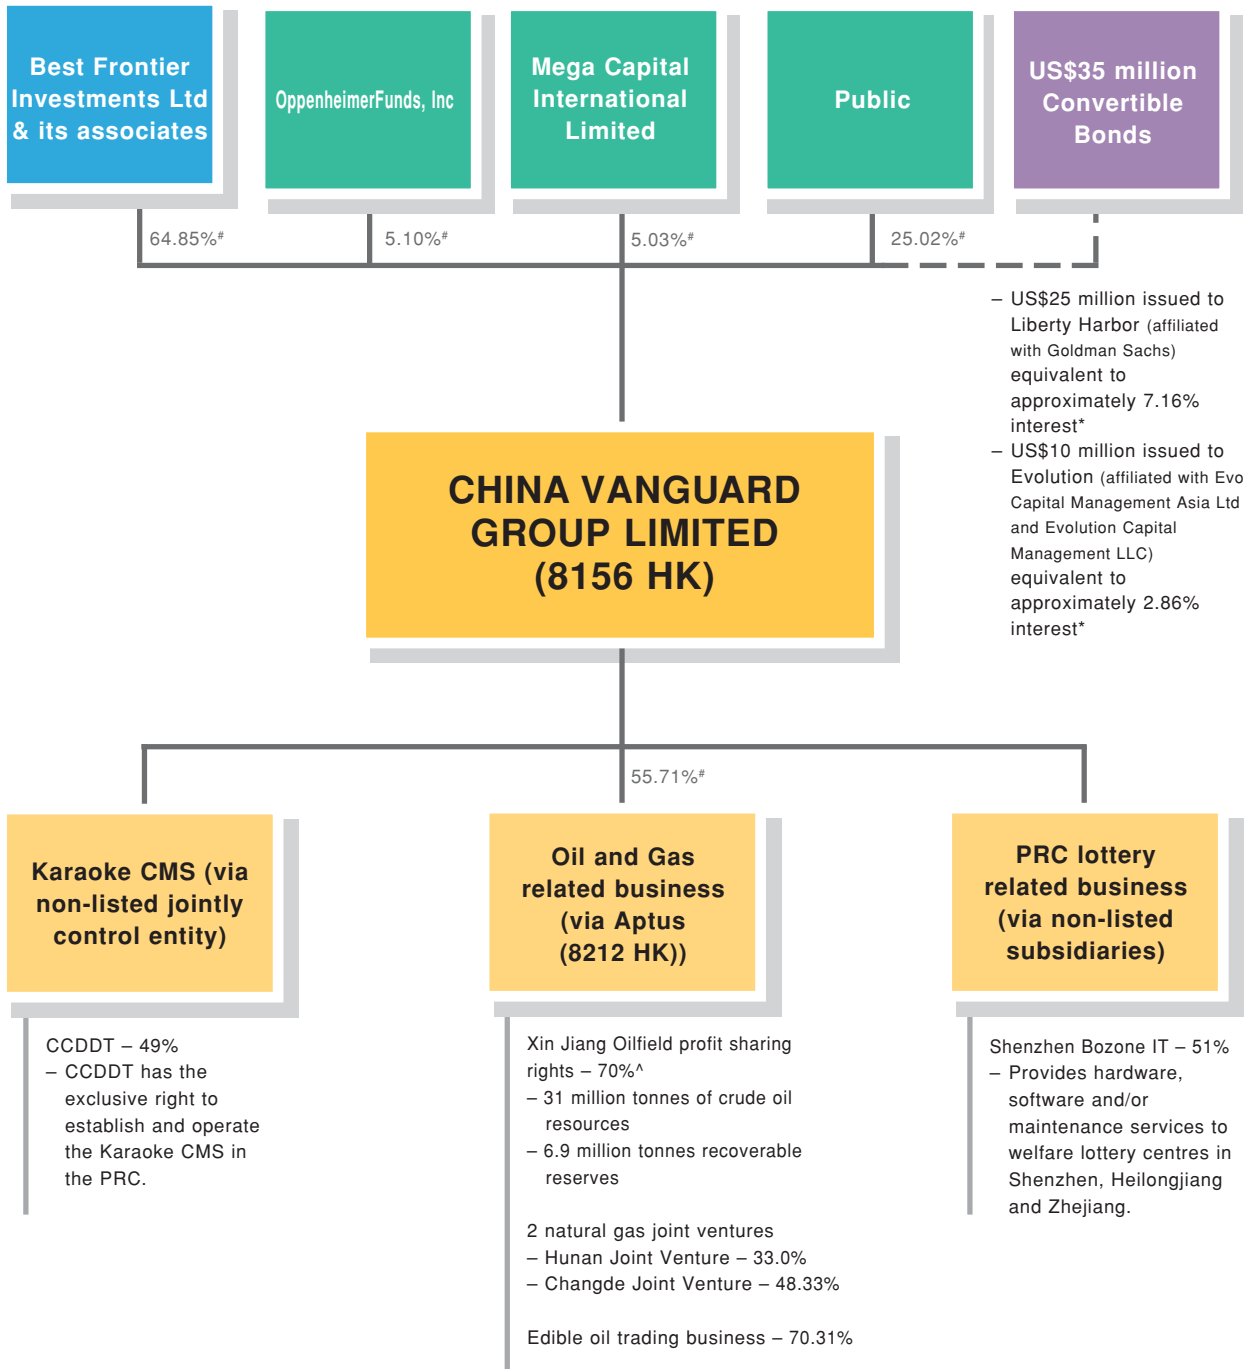 Best Frontier
Investments Ltd
& its associates
OppenheimerFunds, Inc
Mega Capital
International
Limited
Public
US$35 million
Convertible
Bonds
64.85%#
5.10%#
5.03%#
25.02%#
– US$25 million issued to
Liberty Harbor (affiliated
with Goldman Sachs)
equivalent to
approximately 7.16%
interest*
– US$10 million issued to
Evolution (affiliated with Evo
Capital Management Asia Ltd
and Evolution Capital
Management LLC)
equivalent to
approximately 2.86%
interest*
CHINA VANGUARD
GROUP LIMITED
(8156 HK)
55.71%#
Karaoke CMS (via
non-listed jointly
control entity)
Oil and Gas
related business
(via Aptus
(8212 HK))
PRC lottery
related business
(via non-listed
subsidiaries)
CCDDT – 49%
– CCDDT has the
exclusive right to
establish and operate
the Karaoke CMS in
the PRC.
Xin Jiang Oilfield profit sharing
rights – 70%^
– 31 million tonnes of crude oil
resources
– 6.9 million tonnes recoverable
reserves
2 natural gas joint ventures
– Hunan Joint Venture – 33.0%
– Changde Joint Venture – 48.33%
Edible oil trading business – 70.31%
Shenzhen Bozone IT – 51%
– Provides hardware,
software and/or
maintenance services to
welfare lottery centres in
Shenzhen, Heilongjiang
and Zhejiang.